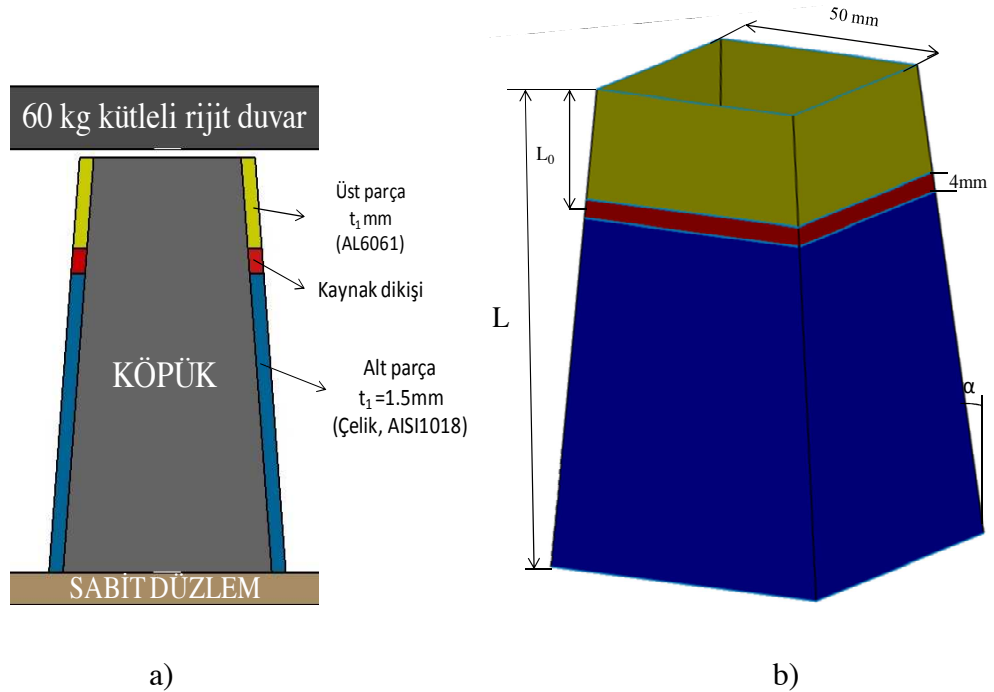 60 kg kütleli rijit duvar
Üst parça
t₁ mm
(AL6061)
Kaynak dikişi
KÖPÜK
Alt parça
t₁ =1.5mm
(Çelik, AISI1018)
SABİT DÜZLEM
a)
50 mm
L₀
4mm
L
α
b)